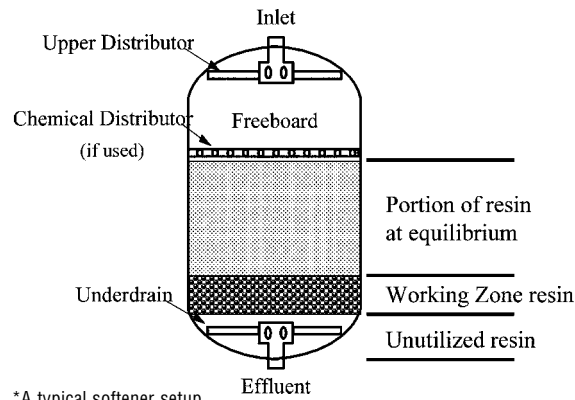 Inlet
Upper Distributor
Chemical Distributor
(if used)
Freeboard
Portion of resin
at equilibrium
Underdrain
Working Zone resin
Unutilized resin
Effluent
*A typical softener setup